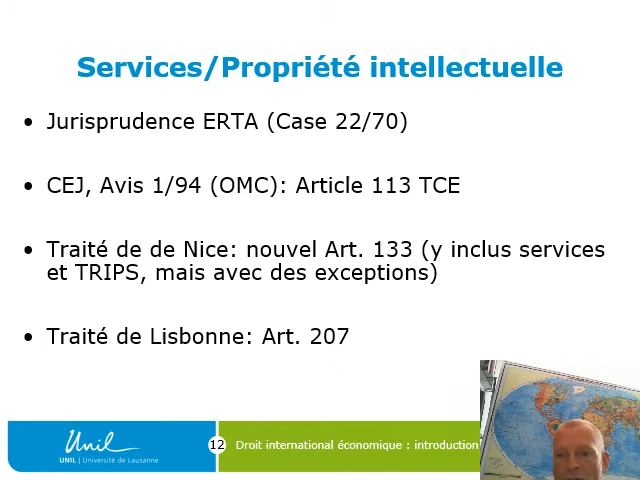 Services/Propriété intellectuelle
• Jurisprudence ERTA (Case 22/70)
• CEJ, Avis 1/94 (OMC): Article 113 TCE
• Traité de de Nice: nouvel Art. 133 (y inclus services
et TRIPS, mais avec des exceptions)
• Traité de Lisbonne: Art. 207
Unil
UNIL | Université de Lausanne
12
Droit international économique : introduction